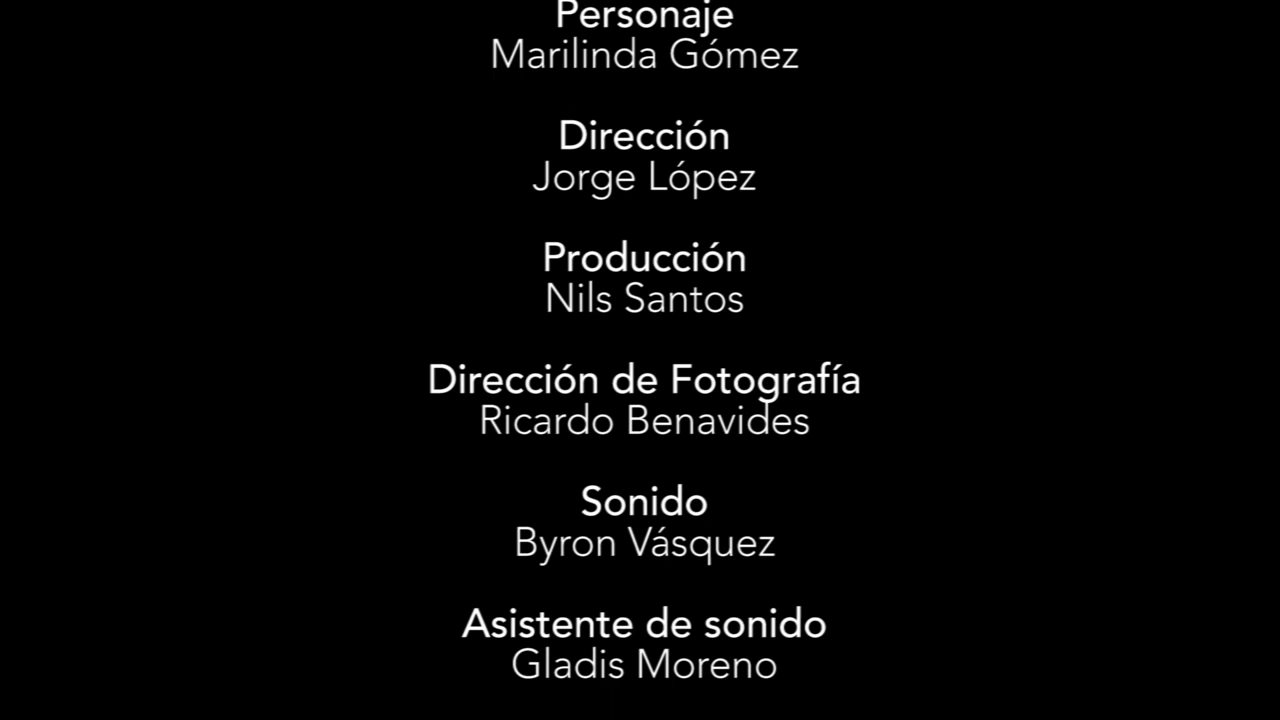 Personaje
Marilinda Gómez
Dirección
Jorge López
Producción
Nils Santos
Dirección de Fotografía
Ricardo Benavides
Sonido
Byron Vásquez
Asistente de sonido
Gladis Moreno